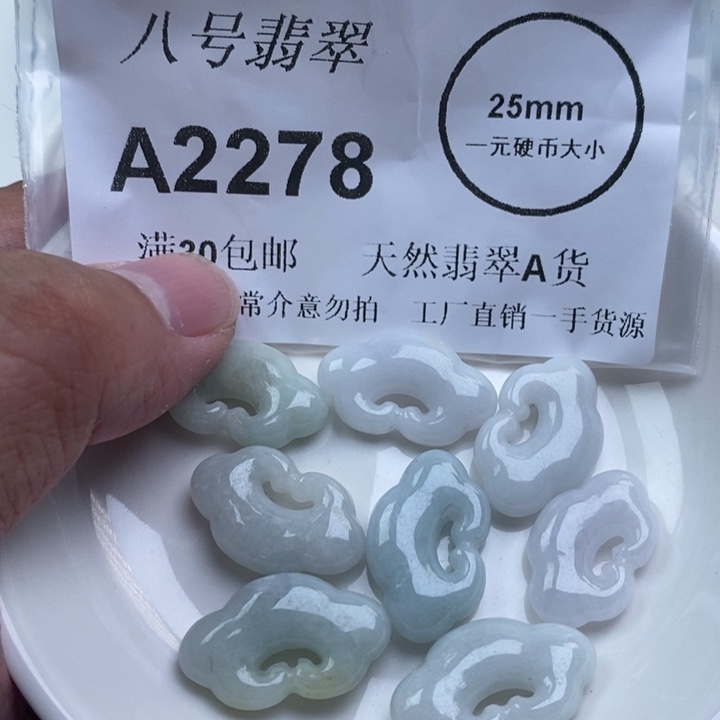 八号翡翠
25mm
一元硬币大小
A2278
满30包邮 天然翡翠A货
常介意勿拍 工厂直销一手货源